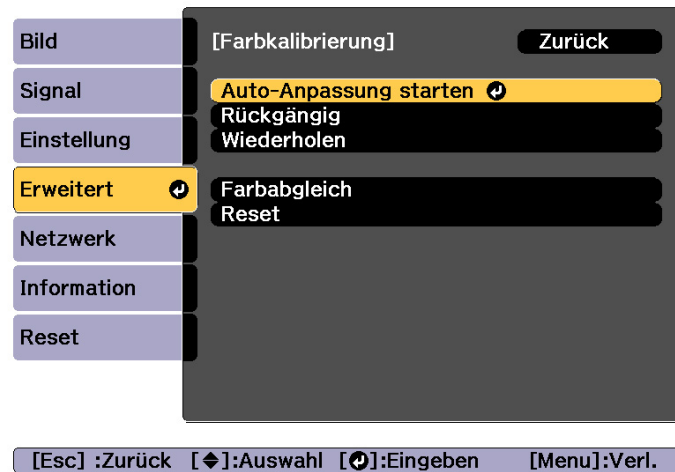 Bild
Signal
Einstellung
Erweitert
Netzwerk
Information
Reset
[Farbkalibrierung] Zurück
Auto-Anpassung starten
Rückgängig
Wiederholen
Farbabgleich
Reset
[Esc] :Zurück [◆]:Auswahl [↵]:Eingeben [Menu]:Verl.